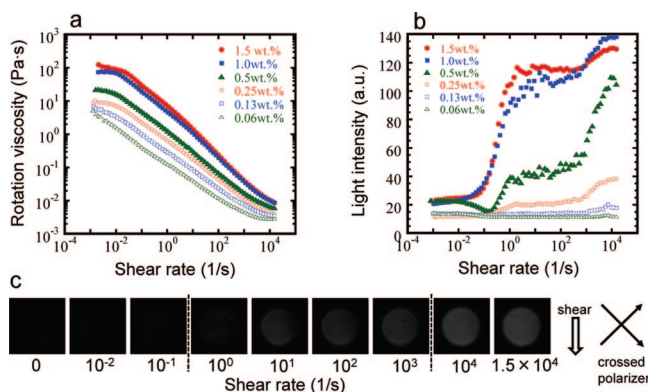 a
Rotation viscosity (Pa·s)
10³
10²
10¹
10⁰
10⁻¹
10⁻²
10⁻³
1.5 wt.%
1.0wt.%
0.5wt.%
0.25wt.%
0.13wt.%
0.06wt.%
10⁻⁴ 10⁻² 10⁰ 10² 10⁴
Shear rate (1/s)
b
Light intensity (a.u.)
140
120
100
80
60
40
20
0
1.5 wt.%
1.0wt.%
0.5wt.%
0.25wt.%
0.13wt.%
0.06wt.%
10⁻⁴ 10⁻² 10⁰ 10² 10⁴
Shear rate (1/s)
c
0 10⁻² 10⁻¹ 10⁰ 10¹ 10² 10³ 10⁴ 1.5 × 10⁴
Shear rate (1/s)
shear
crossed
polarizer